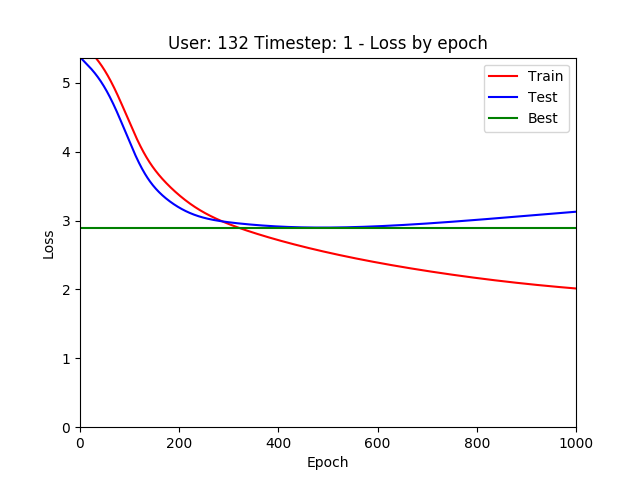 User: 132 Timestep: 1 - Loss by epoch
Train
Test
Best
5
4
3
2
1
0
Loss
0 200 400 600 800 1000
Epoch